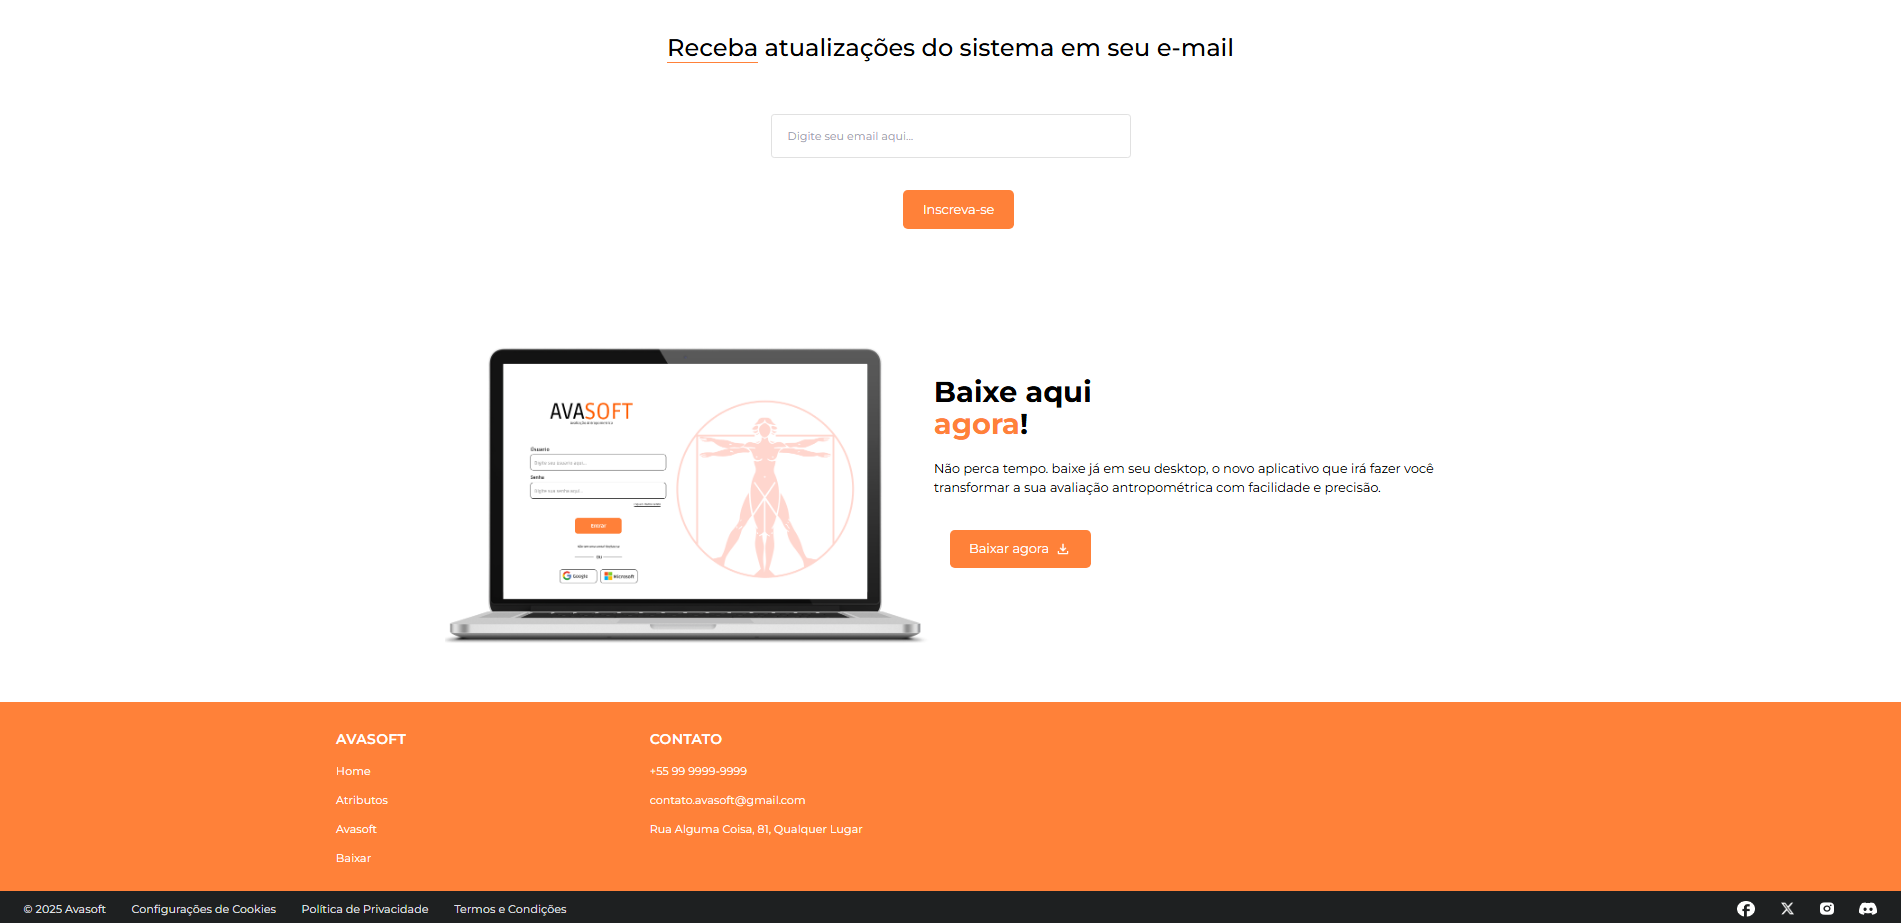 Receba atualizações do sistema em seu e-mail
Digite seu email aqui...
Inscreva-se
AVASOFT
Usuario
Digite seu usuario aqui...
Senha
Digite sua senha aqui...
Entrar
OU
Google
Microsoft
Baixe aqui
agora!
Não perca tempo. baixe já em seu desktop, o novo aplicativo que irá fazer você
transformar a sua avaliação antropométrica com facilidade e precisão.
Baixar agora
AVASOFT
Home
Atributos
Avasoft
Baixar
CONTATO
+55 99 9999-9999
contato.avasoft@gmail.com
Rua Alguma Coisa, 81, Qualquer Lugar
© 2025 Avasoft
Configurações de Cookies
Política de Privacidade
Termos e Condições